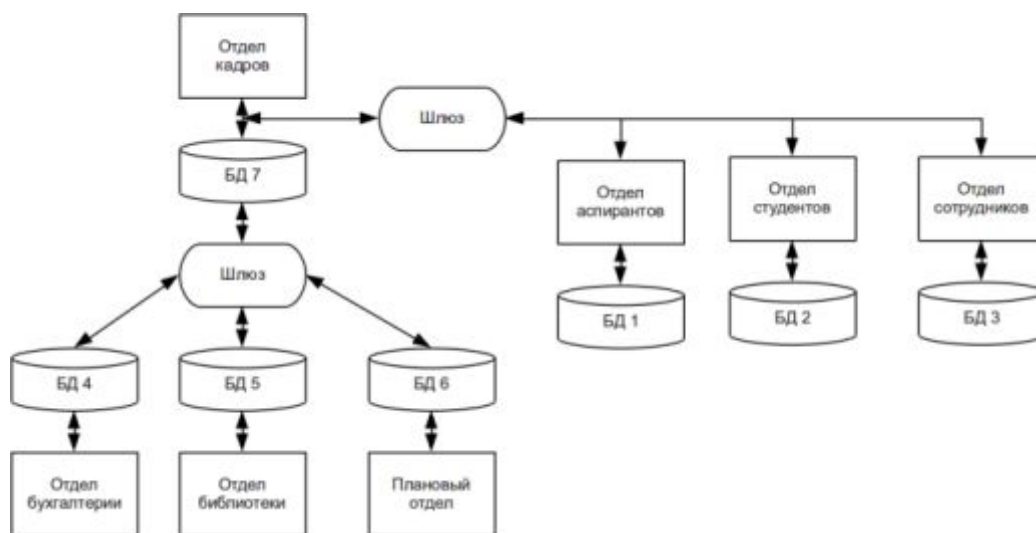 Отдел
кадров
Шлюз
БД 7
Отдел
аспирантов
Отдел
студентов
Отдел
сотрудников
Шлюз
БД 1
БД 2
БД 3
БД 4
БД 5
БД 6
Отдел
бухгалтерии
Отдел
библиотеки
Плановый
отдел